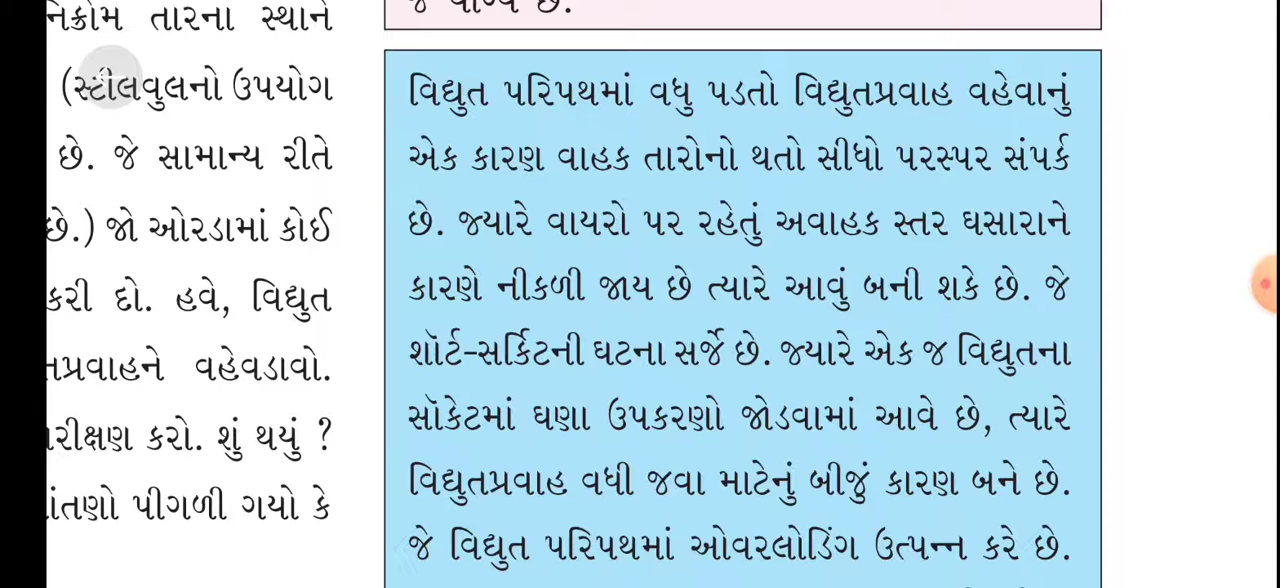 નિક્રોમ તારના સ્થાને
(સ્ટીલવુલનો ઉપયોગ
છે. જે સામાન્ય રીતે
છે.) જો ઓરડામાં કોઈ
કરી દો. હવે, વિદ્યુત
તપ્રવાહને વહેવડાવો.
રીક્ષણ કરો. શું થયું ?
ાંતણો પીગળી ગયો કે
જે યોગ્ય છે.
વિદ્યુત પરિપથમાં વધુ પડતો વિદ્યુતપ્રવાહ વહેવાનું
એક કારણ વાહક તારોનો થતો સીધો પરસ્પર સંપર્ક
છે. જ્યારે વાયરો પર રહેતું અવાહક સ્તર ઘસારાને
કારણે નીકળી જાય છે ત્યારે આવું બની શકે છે. જે
શૉર્ટ-સર્કિટની ઘટના સર્જે છે. જ્યારે એક જ વિદ્યુતના
સૉકેટમાં ઘણા ઉપકરણો જોડવામાં આવે છે, ત્યારે
વિદ્યુતપ્રવાહ વધી જવા માટેનું બીજું કારણ બને છે.
જે વિદ્યુત પરિપથમાં ઓવરલોડિંગ ઉત્પન્ન કરે છે.